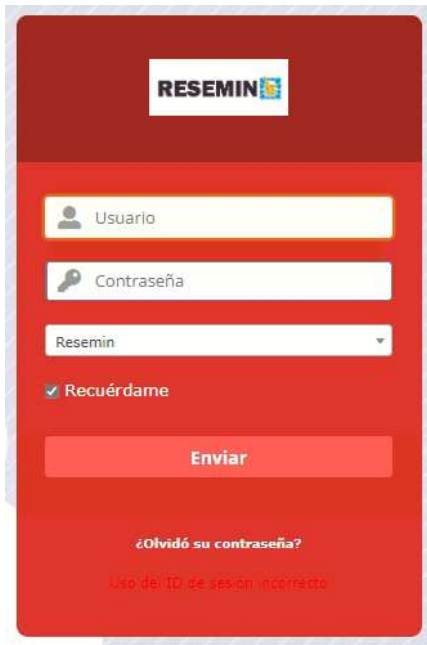 RESEMIN
Usuario
Contraseña
Resemin
Recuérdame
Enviar
¿Olvidó su contraseña?
Uso del ID de sesión incorrecto